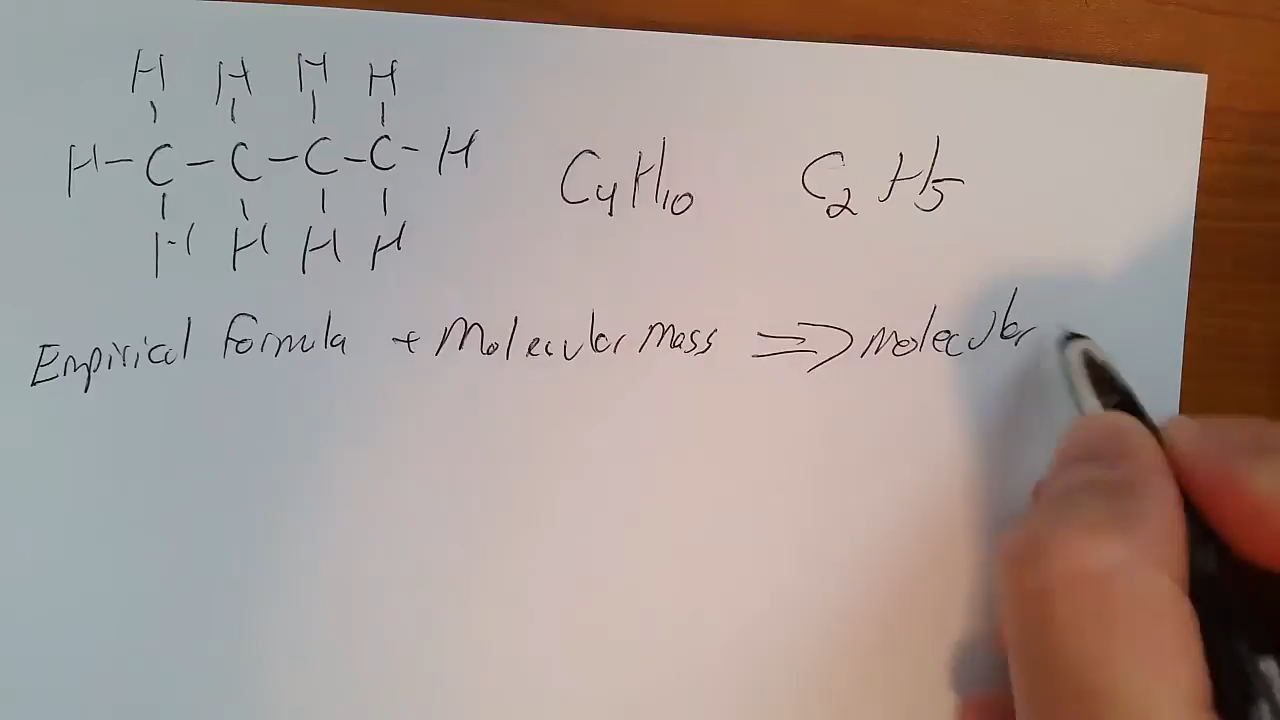 H H H H
H-C-C-C-C-H C4H10 C2H5
H H H H
Empirical formula + Molecular Mass => molecular